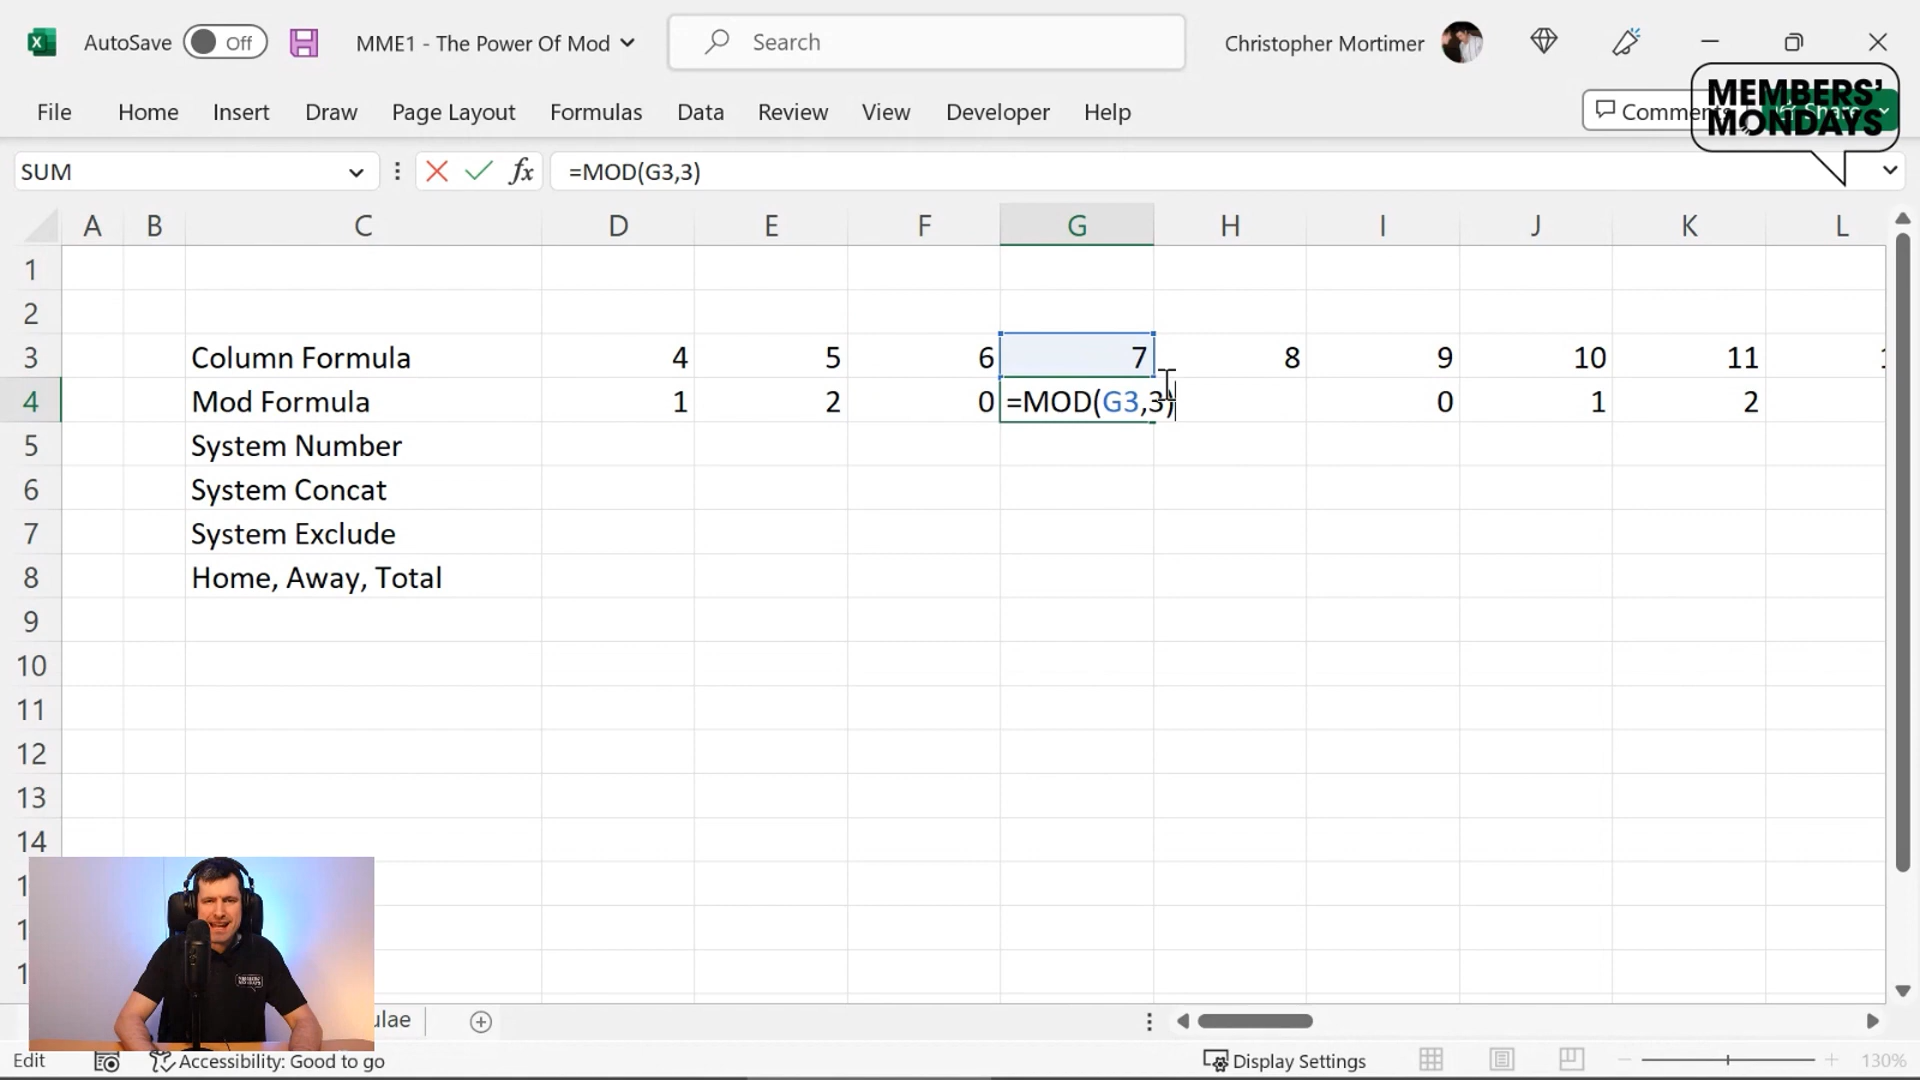 AutoSave Off MME1 - The Power Of Mod Search Christopher Mortimer
File Home Insert Draw Page Layout Formulas Data Review View Developer Help Comments Share
MEMBERS'
MONDAYS
SUM fx =MOD(G3,3)
A B C D E F G H I J K L
1
2
3 Column Formula 4 5 6 7 8 9 10 11
4 Mod Formula 1 2 0 =MOD(G3,3) 0 1 2
5 System Number
6 System Concat
7 System Exclude
8 Home, Away, Total
9
10
11
12
13
14
ulae
Edit Accessibility: Good to go Display Settings 130%